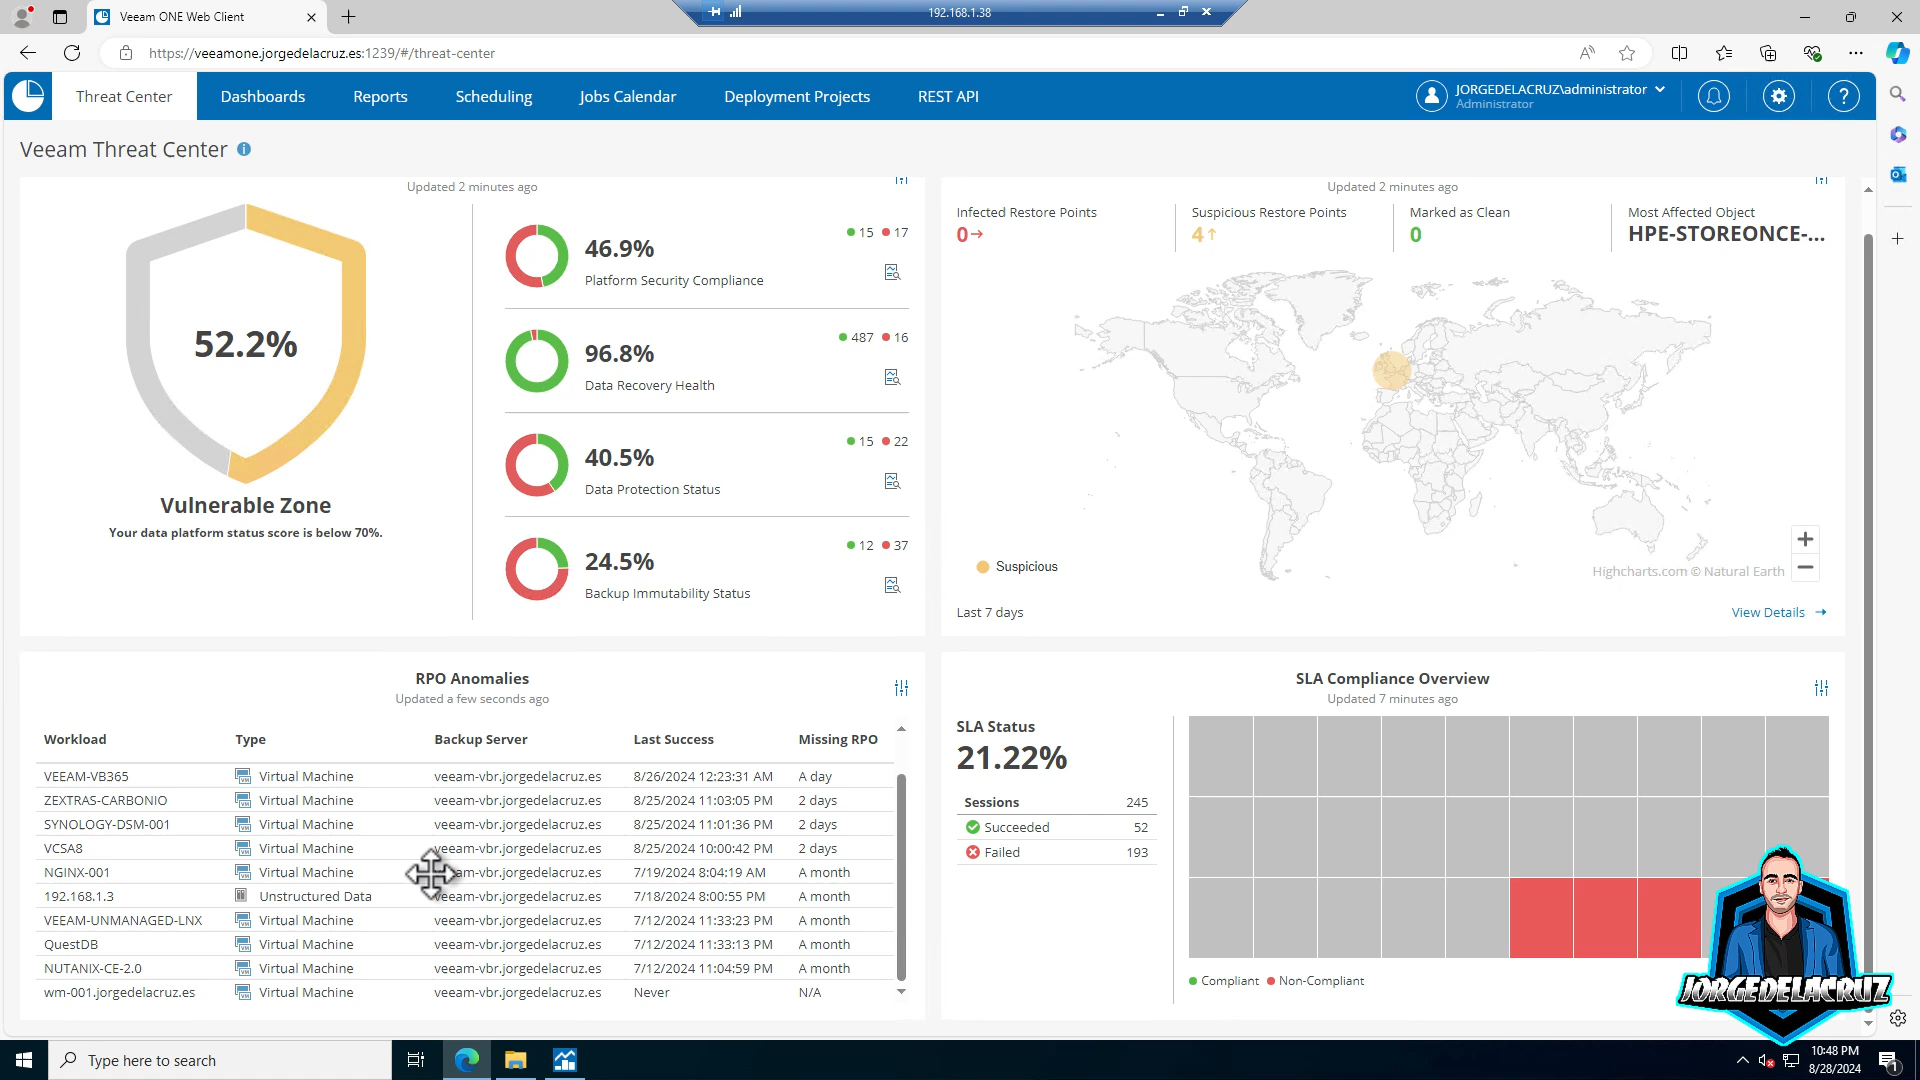 192.168.1.38
Veeam ONE Web Client
https://veeamone.jorgedelacruz.es:1239/#/threat-center
Threat Center
Dashboards
Reports
Scheduling
Jobs Calendar
Deployment Projects
REST API
JORGEDELACRUZ\administrator
Administrator
Veeam Threat Center
Updated 2 minutes ago
52.2%
Vulnerable Zone
Your data platform status score is below 70%.
46.9%
15 17
Platform Security Compliance
96.8%
487 16
Data Recovery Health
40.5%
15 22
Data Protection Status
24.5%
12 37
Backup Immutability Status
Updated 2 minutes ago
Infected Restore Points
0
Suspicious Restore Points
4
Marked as Clean
0
Most Affected Object
HPE-STOREONCE-...
Suspicious
Highcharts.com © Natural Earth
Last 7 days
View Details
RPO Anomalies
Updated a few seconds ago
Workload Type Backup Server Last Success Missing RPO
VEEAM-VB365 Virtual Machine veeam-vbr.jorgedelacruz.es 8/26/2024 12:23:31 AM A day
ZEXTRAS-CARBONIO Virtual Machine veeam-vbr.jorgedelacruz.es 8/25/2024 11:03:05 PM 2 days
SYNOLOGY-DSM-001 Virtual Machine veeam-vbr.jorgedelacruz.es 8/25/2024 11:01:36 PM 2 days
VCSA8 Virtual Machine veeam-vbr.jorgedelacruz.es 8/25/2024 10:00:42 PM 2 days
NGINX-001 Virtual Machine am-vbr.jorgedelacruz.es 7/19/2024 8:04:19 AM A month
192.168.1.3 Unstructured Data veeam-vbr.jorgedelacruz.es 7/18/2024 8:00:55 PM A month
VEEAM-UNMANAGED-LNX Virtual Machine veeam-vbr.jorgedelacruz.es 7/12/2024 11:33:23 PM A month
QuestDB Virtual Machine veeam-vbr.jorgedelacruz.es 7/12/2024 11:33:13 PM A month
NUTANIX-CE-2.0 Virtual Machine veeam-vbr.jorgedelacruz.es 7/12/2024 11:04:59 PM A month
wm-001.jorgedelacruz.es Virtual Machine veeam-vbr.jorgedelacruz.es Never N/A
SLA Compliance Overview
Updated 7 minutes ago
SLA Status
21.22%
Sessions 245
Succeeded 52
Failed 193
Compliant Non-Compliant
JORGEDELACRUZ
Type here to search
10:48 PM
8/28/2024
1